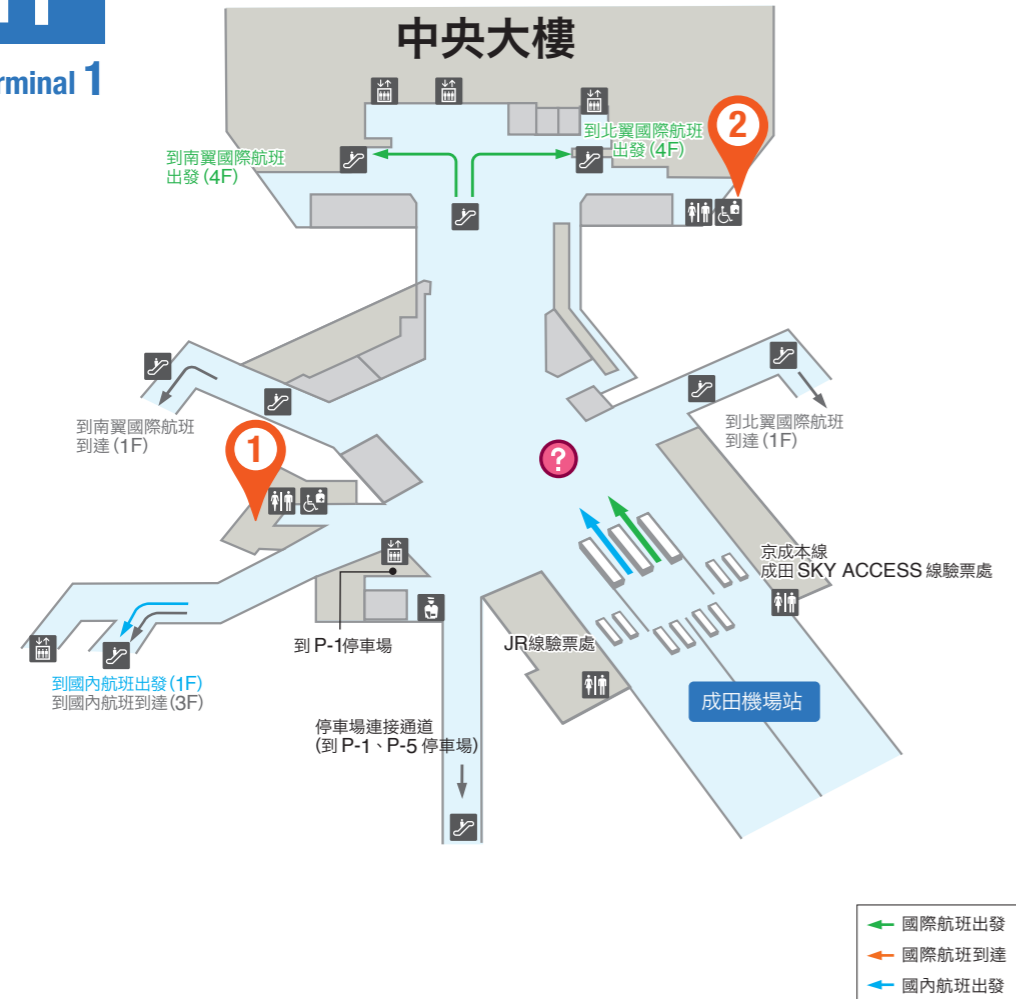 中央大樓
rminal 1
到北翼國際航班
出發 (4F)
2
到南翼國際航班
出發 (4F)
到南翼國際航班
到達 (1F)
到北翼國際航班
到達 (1F)
1
?
京成本線
成田 SKY ACCESS 線驗票處
到 P-1停車場
JR線驗票處
到國內航班出發 (1F)
到國內航班到達 (3F)
成田機場站
停車場連接通道
(到 P-1、P-5 停車場)
國際航班出發
國際航班到達
國內航班出發